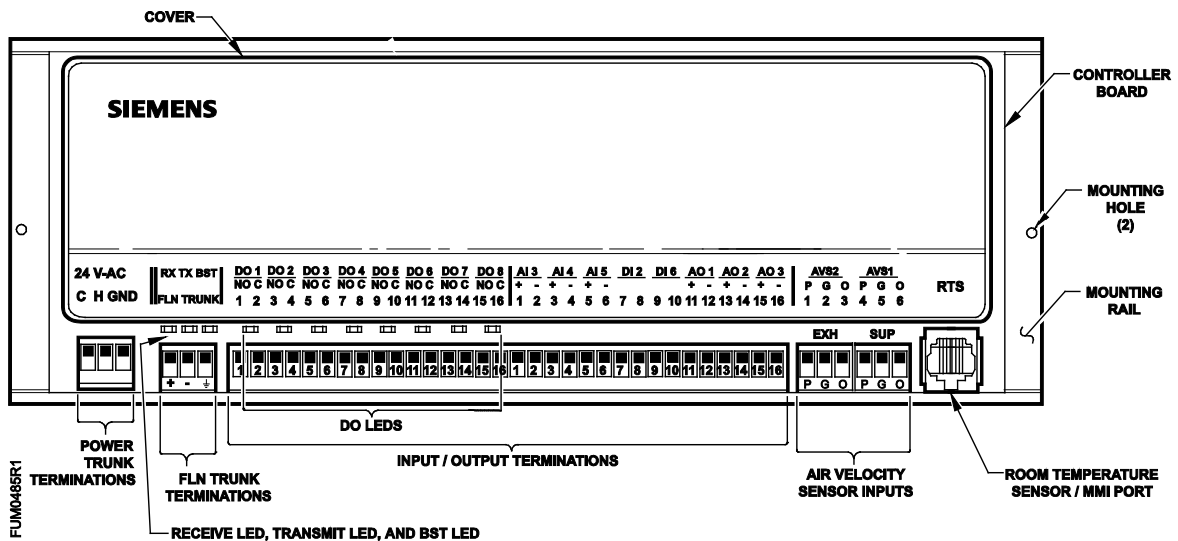 COVER
CONTROLLER
BOARD
SIEMENS
MOUNTING
HOLE
(2)
24 V-AC
C H GND
RX TX BST
FLN TRUNK
DO 1 DO 2 DO 3 DO 4 DO 5 DO 6 DO 7 DO 8 AI 3 AI 4 AI 5 DI 2 DI 6 AO 1 AO 2 AO 3
NO C NO C NO C NO C NO C NO C NO C NO C + - + - + - + - + - + -
1 2 3 4 5 6 7 8 9 10 11 12 13 14 15 16 1 2 3 4 5 6 7 8 9 10 11 12 13 14 15 16
AVS2 AVS1
P G O P G O
1 2 3 4 5 6
RTS
MOUNTING
RAIL
EXH SUP
+ - ⏚
1 2 3 4 5 6 7 8 9 10 11 12 13 14 15 16 1 2 3 4 5 6 7 8 9 10 11 12 13 14 15 16
P G O P G O
DO LEDS
POWER
TRUNK
TERMINATIONS
FLN TRUNK
TERMINATIONS
INPUT / OUTPUT TERMINATIONS
AIR VELOCITY
SENSOR INPUTS
ROOM TEMPERATURE
SENSOR / MMI PORT
RECEIVE LED, TRANSMIT LED, AND BST LED
FUM0485R1